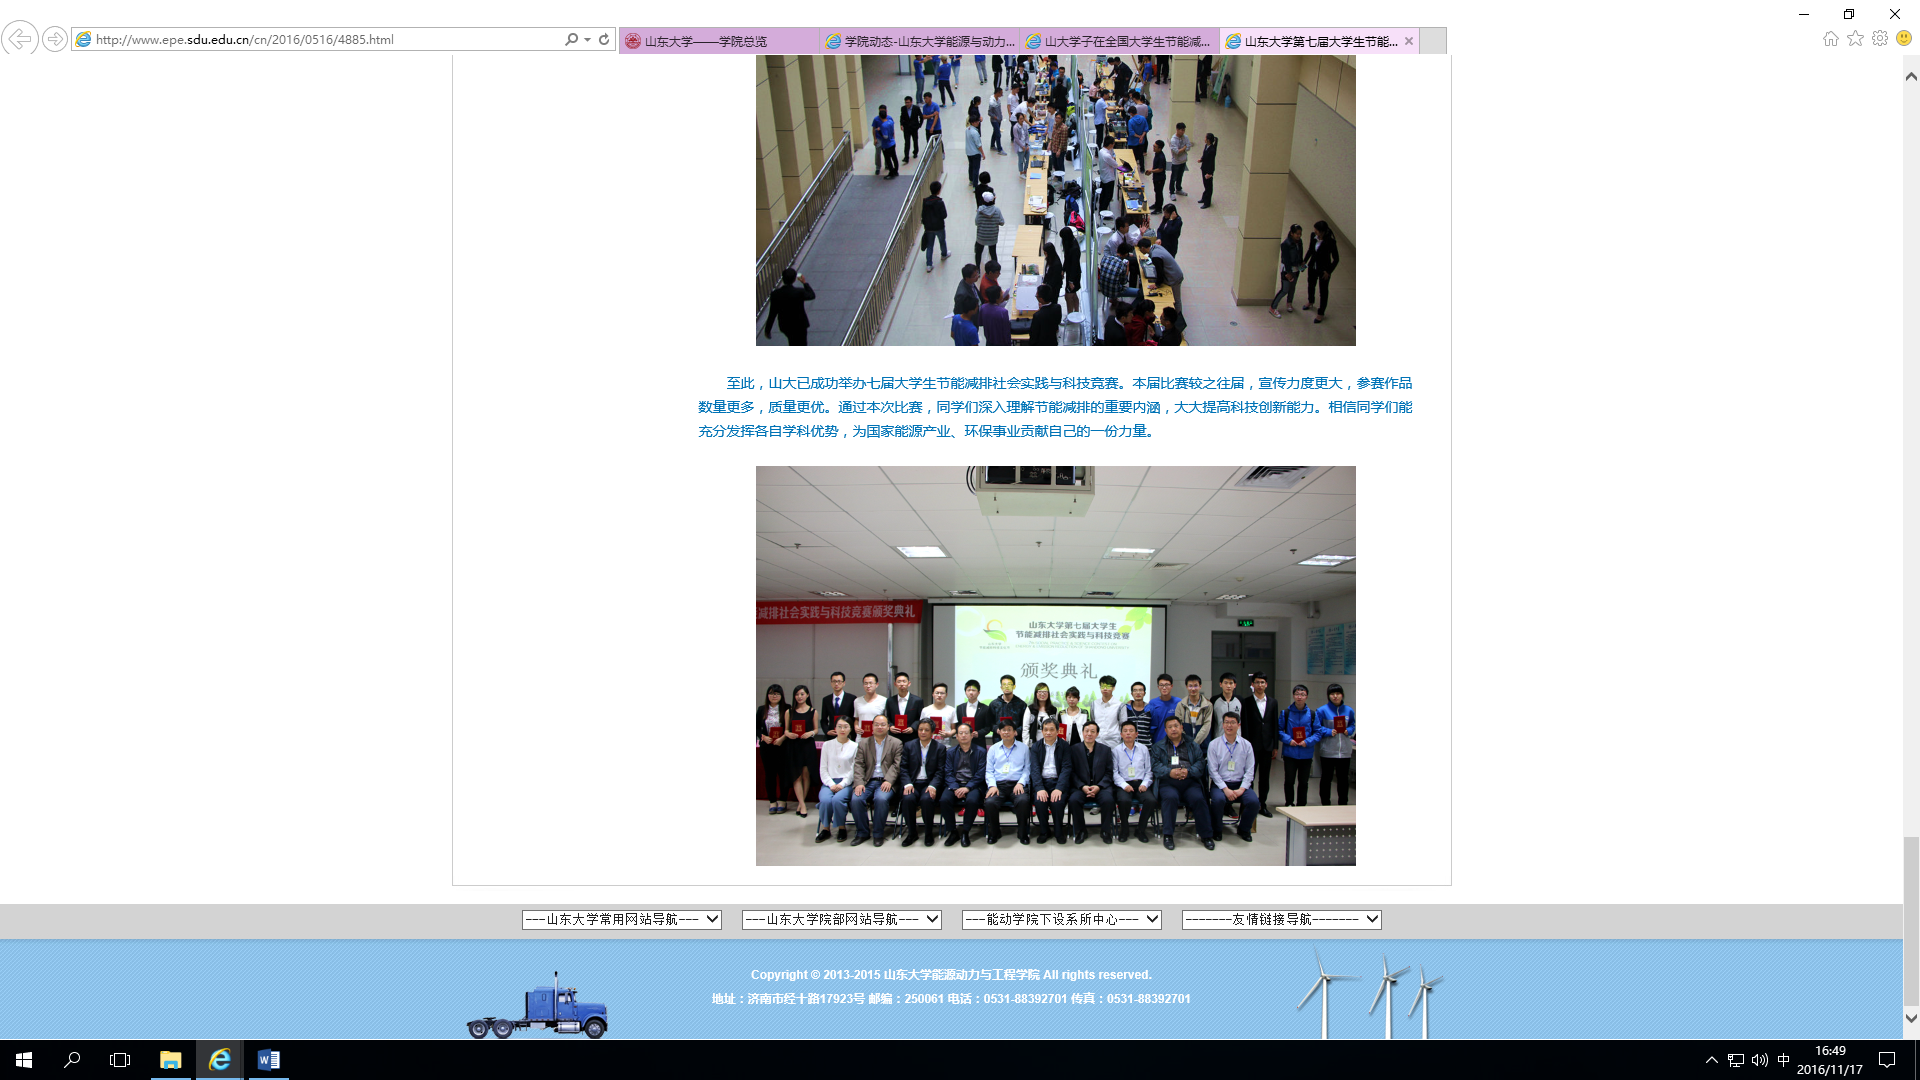 http://www.epe.sdu.edu.cn/cn/2016/0516/4885.html
山东大学——学院总览
学院动态-山东大学能源与动力...
山大学子在全国大学生节能减...
山东大学第七届大学生节能...
至此，山大已成功举办七届大学生节能减排社会实践与科技竞赛。本届比赛较之往届，宣传力度更大，参赛作品
数量更多，质量更优。通过本次比赛，同学们深入理解节能减排的重要内涵，大大提高科技创新能力。相信同学们能
充分发挥各自学科优势，为国家能源产业、环保事业贡献自己的一份力量。
减排社会实践与科技竞赛颁奖典礼
山东大学第七届大学生
节能减排社会实践与科技竞赛
颁奖典礼
---山东大学常用网站导航---
---山东大学院部网站导航---
---能动学院下设系所中心---
-------友情链接导航-------
Copyright © 2013-2015 山东大学能源动力与工程学院 All rights reserved.
地址：济南市经十路17923号 邮编：250061 电话：0531-88392701 传真：0531-88392701
中
16:49
2016/11/17